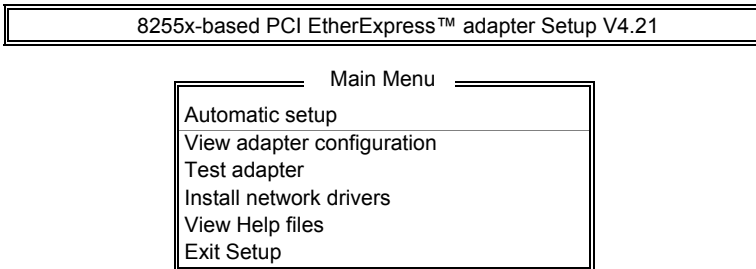 8255x-based PCI EtherExpress™ adapter Setup V4.21
Main Menu
Automatic setup
View adapter configuration
Test adapter
Install network drivers
View Help files
Exit Setup